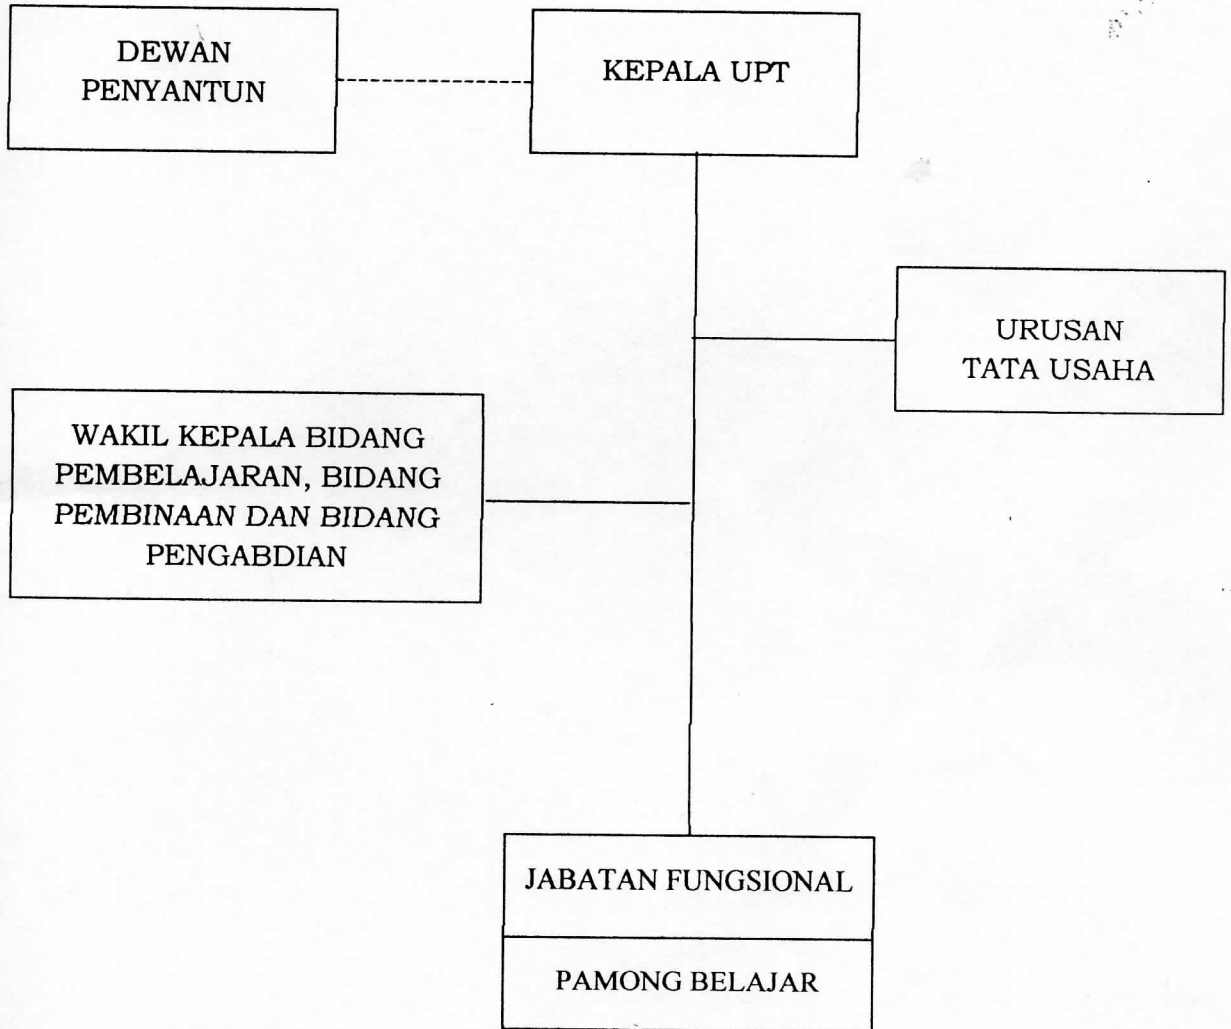 DEWAN
PENYANTUN
KEPALA UPT
URUSAN
TATA USAHA
WAKIL KEPALA BIDANG
PEMBELAJARAN, BIDANG
PEMBINAAN DAN BIDANG
PENGABDIAN
JABATAN FUNGSIONAL
PAMONG BELAJAR